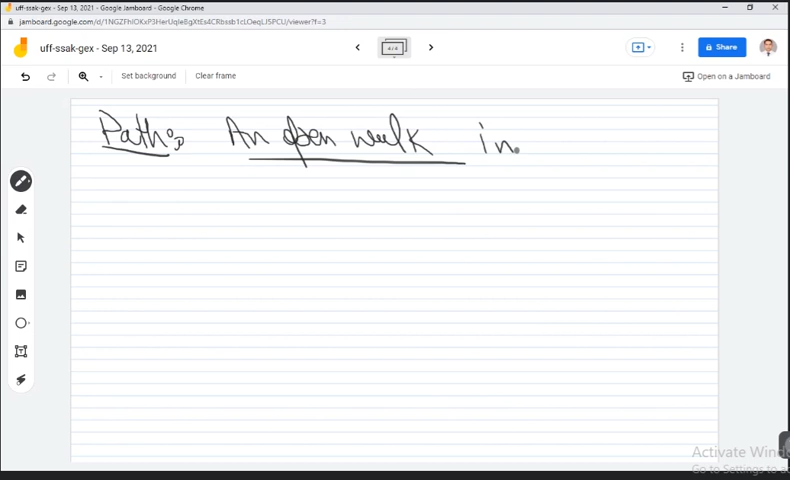 uff-ssak-gex - Sep 13, 2021 - Google Jamboard - Google Chrome
jamboard.google.com/d/1NGZFhIOKxP3HerUqIeBgXtEs4CRbssb1cLOeqLJSPCU/viewer?f=3
uff-ssak-gex - Sep 13, 2021
4/4
Share
Set background
Clear frame
Open on a Jamboard
Path: An open walk in
Activate Wind
Go to Settings to a